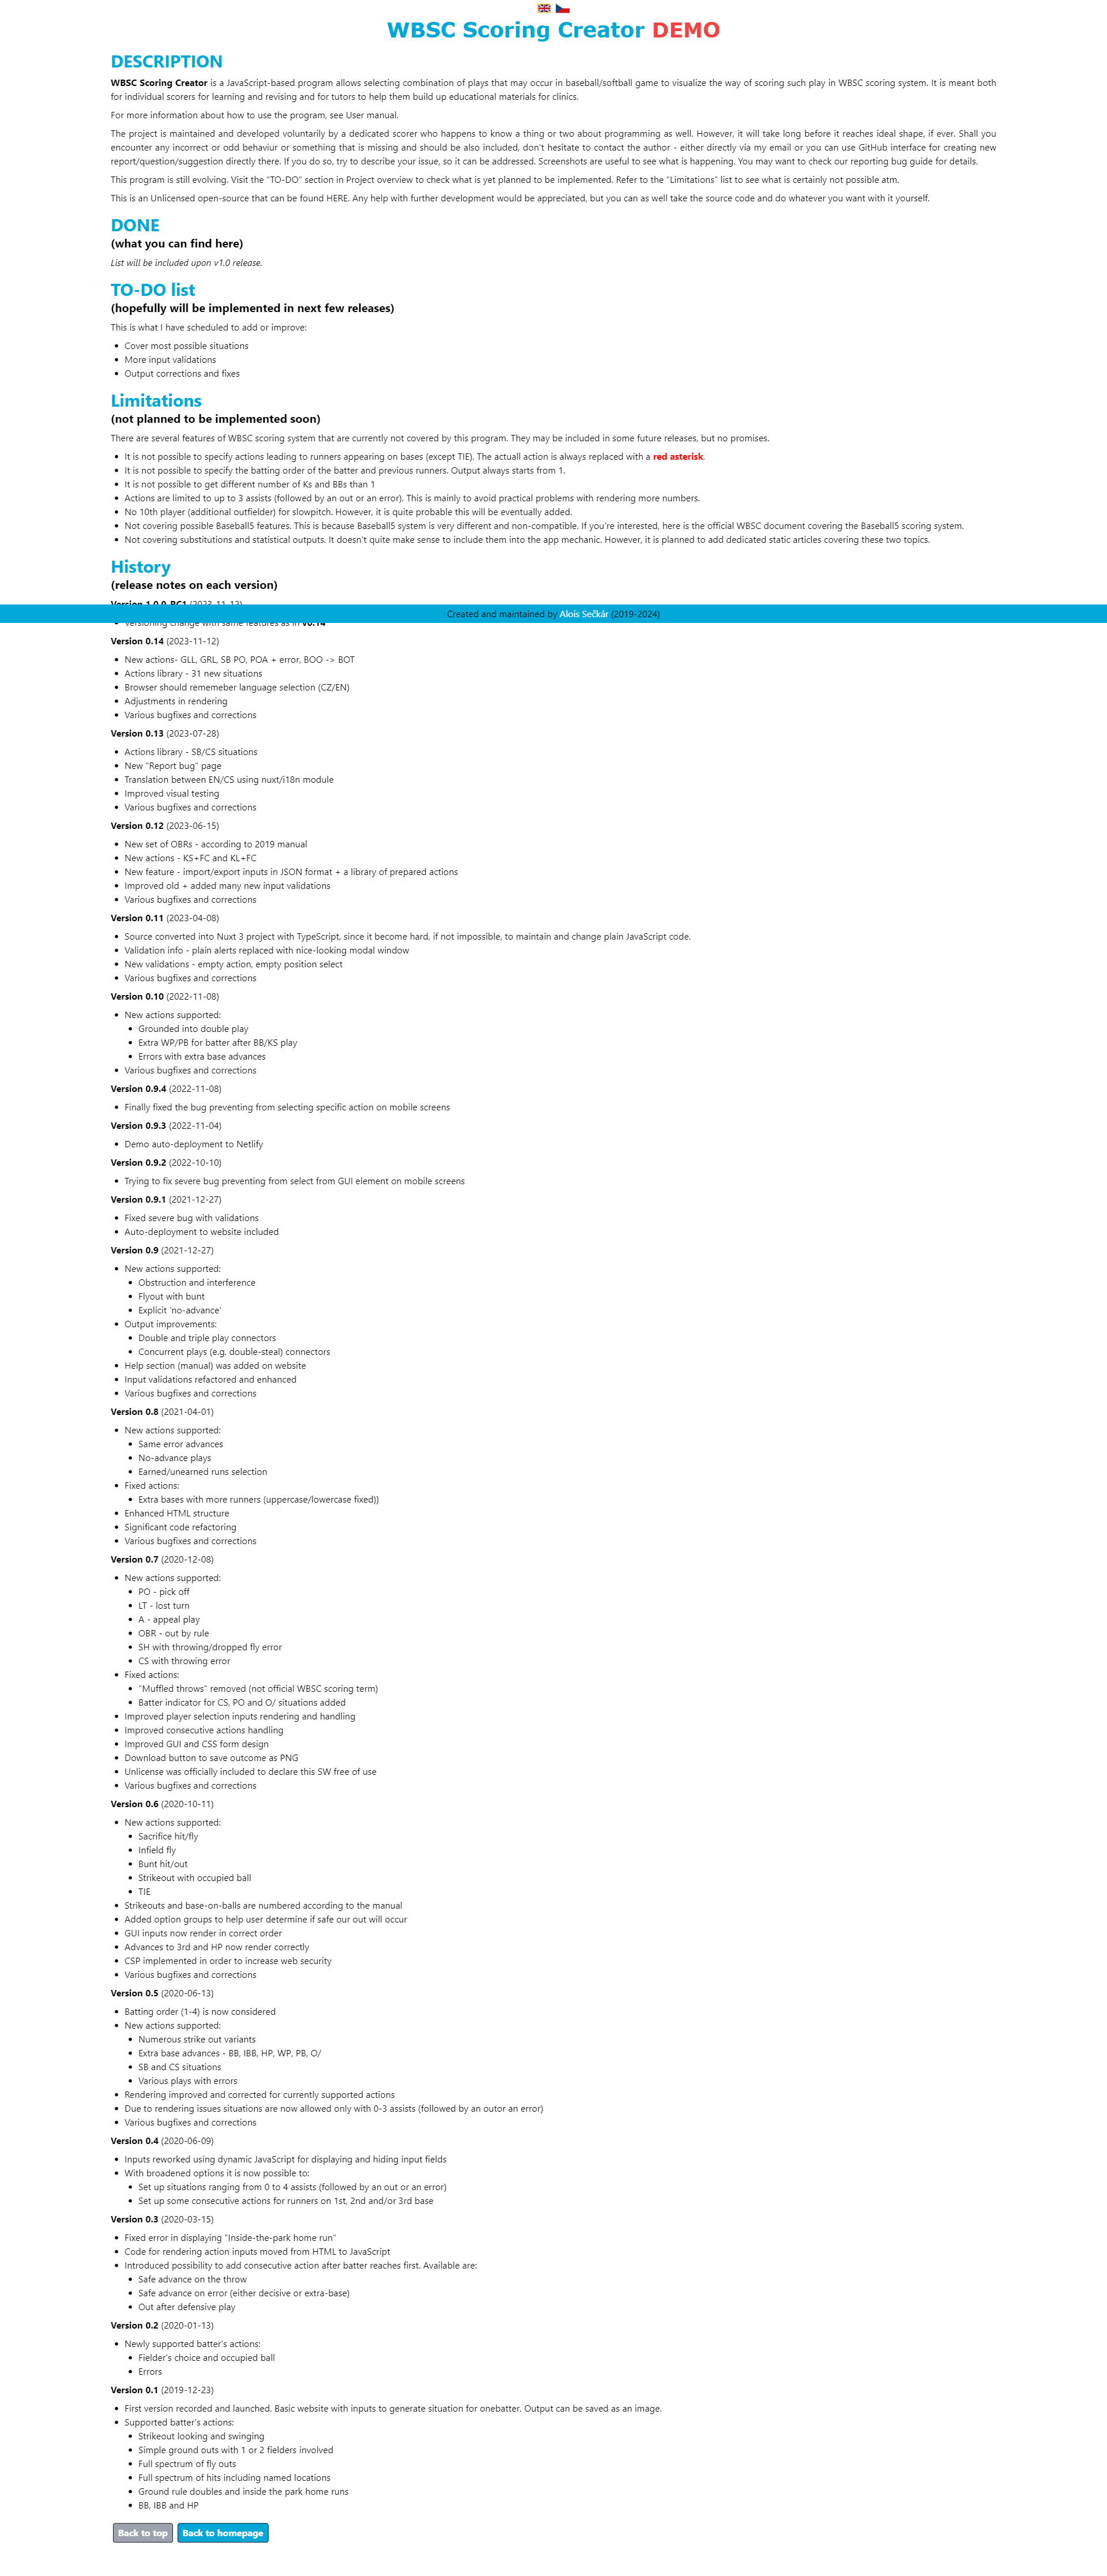 WBSC Scoring Creator DEMO
DESCRIPTION
WBSC Scoring Creator is a JavaScript-based program allows selecting combination of plays that may occur in baseball/softball game to visualize the way of scoring such play in WBSC scoring system. It is meant both
for individual scorers for learning and revising and for tutors to help them build up educational materials for clinics.
For more information about how to use the program, see User manual.
The project is maintained and developed voluntarily by a dedicated scorer who happens to know a thing or two about programming as well. However, it will take long before it reaches ideal shape, if ever. Shall you
encounter any incorrect or odd behaviur or something that is missing and should be also included, don't hesitate to contact the author - either directly via my email or you can use GitHub interface for creating new
report/question/suggestion directly there. If you do so, try to describe your issue, so it can be addressed. Screenshots are useful to see what is happening. You may want to check our reporting bug guide for details.
This program is still evolving. Visit the "TO-DO" section in Project overview to check what is yet planned to be implemented. Refer to the "Limitations" list to see what is certainly not possible atm.
This is an Unlicensed open-source that can be found HERE. Any help with further development would be appreciated, but you can as well take the source code and do whatever you want with it yourself.
DONE
(what you can find here)
List will be included upon v1.0 release.
TO-DO list
(hopefully will be implemented in next few releases)
This is what I have scheduled to add or improve:
• Cover most possible situations
• More input validations
• Output corrections and fixes
Limitations
(not planned to be implemented soon)
There are several features of WBSC scoring system that are currently not covered by this program. They may be included in some future releases, but no promises.
• It is not possible to specify actions leading to runners appearing on bases (except TIE). The actuall action is always replaced with a red asterisk.
• It is not possible to specify the batting order of the batter and previous runners. Output always starts from 1.
• It is not possible to get different number of Ks and BBs than 1
• Actions are limited to up to 3 assists (followed by an out or an error). This is mainly to avoid practical problems with rendering more numbers.
• No 10th player (additional outfielder) for slowpitch. However, it is quite probable this will be eventually added.
• Not covering possible Baseball5 features. This is because Baseball5 system is very different and non-compatible. If you're interested, here is the official WBSC document covering the Baseball5 scoring system.
• Not covering substitutions and statistical outputs. It doesn't quite make sense to include them into the app mechanic. However, it is planned to add dedicated static articles covering these two topics.
History
(release notes on each version)
Version 1.0.0-RC1 (2023-11-12)
Created and maintained by Alois Sečkár (2019-2024)
• Versioning change with same features as in v0.14
Version 0.14 (2023-11-12)
• New actions- GLL, GRL, SB PO, POA + error, BOO -> BOT
• Actions library - 31 new situations
• Browser should rememeber language selection (CZ/EN)
• Adjustments in rendering
• Various bugfixes and corrections
Version 0.13 (2023-07-28)
• Actions library - SB/CS situations
• New "Report bug" page
• Translation between EN/CS using nuxt/i18n module
• Improved visual testing
• Various bugfixes and corrections
Version 0.12 (2023-06-15)
• New set of OBRs - according to 2019 manual
• New actions - KS+FC and KL+FC
• New feature - import/export inputs in JSON format + a library of prepared actions
• Improved old + added many new input validations
• Various bugfixes and corrections
Version 0.11 (2023-04-08)
• Source converted into Nuxt 3 project with TypeScript, since it become hard, if not impossible, to maintain and change plain JavaScript code.
• Validation info - plain alerts replaced with nice-looking modal window
• New validations - empty action, empty position select
• Various bugfixes and corrections
Version 0.10 (2022-11-08)
• New actions supported:
• Grounded into double play
• Extra WP/PB for batter after BB/KS play
• Errors with extra base advances
• Various bugfixes and corrections
Version 0.9.4 (2022-11-08)
• Finally fixed the bug preventing from selecting specific action on mobile screens
Version 0.9.3 (2022-11-04)
• Demo auto-deployment to Netlify
Version 0.9.2 (2022-10-10)
• Trying to fix severe bug preventing from select from GUI element on mobile screens
Version 0.9.1 (2021-12-27)
• Fixed severe bug with validations
• Auto-deployment to website included
Version 0.9 (2021-12-27)
• New actions supported:
• Obstruction and interference
• Flyout with bunt
• Explicit 'no-advance'
• Output improvements:
• Double and triple play connectors
• Concurrent plays (e.g. double-steal) connectors
• Help section (manual) was added on website
• Input validations refactored and enhanced
• Various bugfixes and corrections
Version 0.8 (2021-04-01)
• New actions supported:
• Same error advances
• No-advance plays
• Earned/unearned runs selection
• Fixed actions:
• Extra bases with more runners (uppercase/lowercase fixed))
• Enhanced HTML structure
• Significant code refactoring
• Various bugfixes and corrections
Version 0.7 (2020-12-08)
• New actions supported:
• PO - pick off
• LT - lost turn
• A - appeal play
• OBR - out by rule
• SH with throwing/dropped fly error
• CS with throwing error
• Fixed actions:
• "Muffled throws" removed (not official WBSC scoring term)
• Batter indicator for CS, PO and O/ situations added
• Improved player selection inputs rendering and handling
• Improved consecutive actions handling
• Improved GUI and CSS form design
• Download button to save outcome as PNG
• Unlicense was officially included to declare this SW free of use
• Various bugfixes and corrections
Version 0.6 (2020-10-11)
• New actions supported:
• Sacrifice hit/fly
• Infield fly
• Bunt hit/out
• Strikeout with occupied ball
• TIE
• Strikeouts and base-on-balls are numbered according to the manual
• Added option groups to help user determine if safe our out will occur
• GUI inputs now render in correct order
• Advances to 3rd and HP now render correctly
• CSP implemented in order to increase web security
• Various bugfixes and corrections
Version 0.5 (2020-06-13)
• Batting order (1-4) is now considered
• New actions supported:
• Numerous strike out variants
• Extra base advances - BB, IBB, HP, WP, PB, O/
• SB and CS situations
• Various plays with errors
• Rendering improved and corrected for currently supported actions
• Due to rendering issues situations are now allowed only with 0-3 assists (followed by an outor an error)
• Various bugfixes and corrections
Version 0.4 (2020-06-09)
• Inputs reworked using dynamic JavaScript for displaying and hiding input fields
• With broadened options it is now possible to:
• Set up situations ranging from 0 to 4 assists (followed by an out or an error)
• Set up some consecutive actions for runners on 1st, 2nd and/or 3rd base
Version 0.3 (2020-03-15)
• Fixed error in displaying "Inside-the-park home run"
• Code for rendering action inputs moved from HTML to JavaScript
• Introduced possibility to add consecutive action after batter reaches first. Available are:
• Safe advance on the throw
• Safe advance on error (either decisive or extra-base)
• Out after defensive play
Version 0.2 (2020-01-13)
• Newly supported batter's actions:
• Fielder's choice and occupied ball
• Errors
Version 0.1 (2019-12-23)
• First version recorded and launched. Basic website with inputs to generate situation for onebatter. Output can be saved as an image.
• Supported batter's actions:
• Strikeout looking and swinging
• Simple ground outs with 1 or 2 fielders involved
• Full spectrum of fly outs
• Full spectrum of hits including named locations
• Ground rule doubles and inside the park home runs
• BB, IBB and HP
Back to top Back to homepage